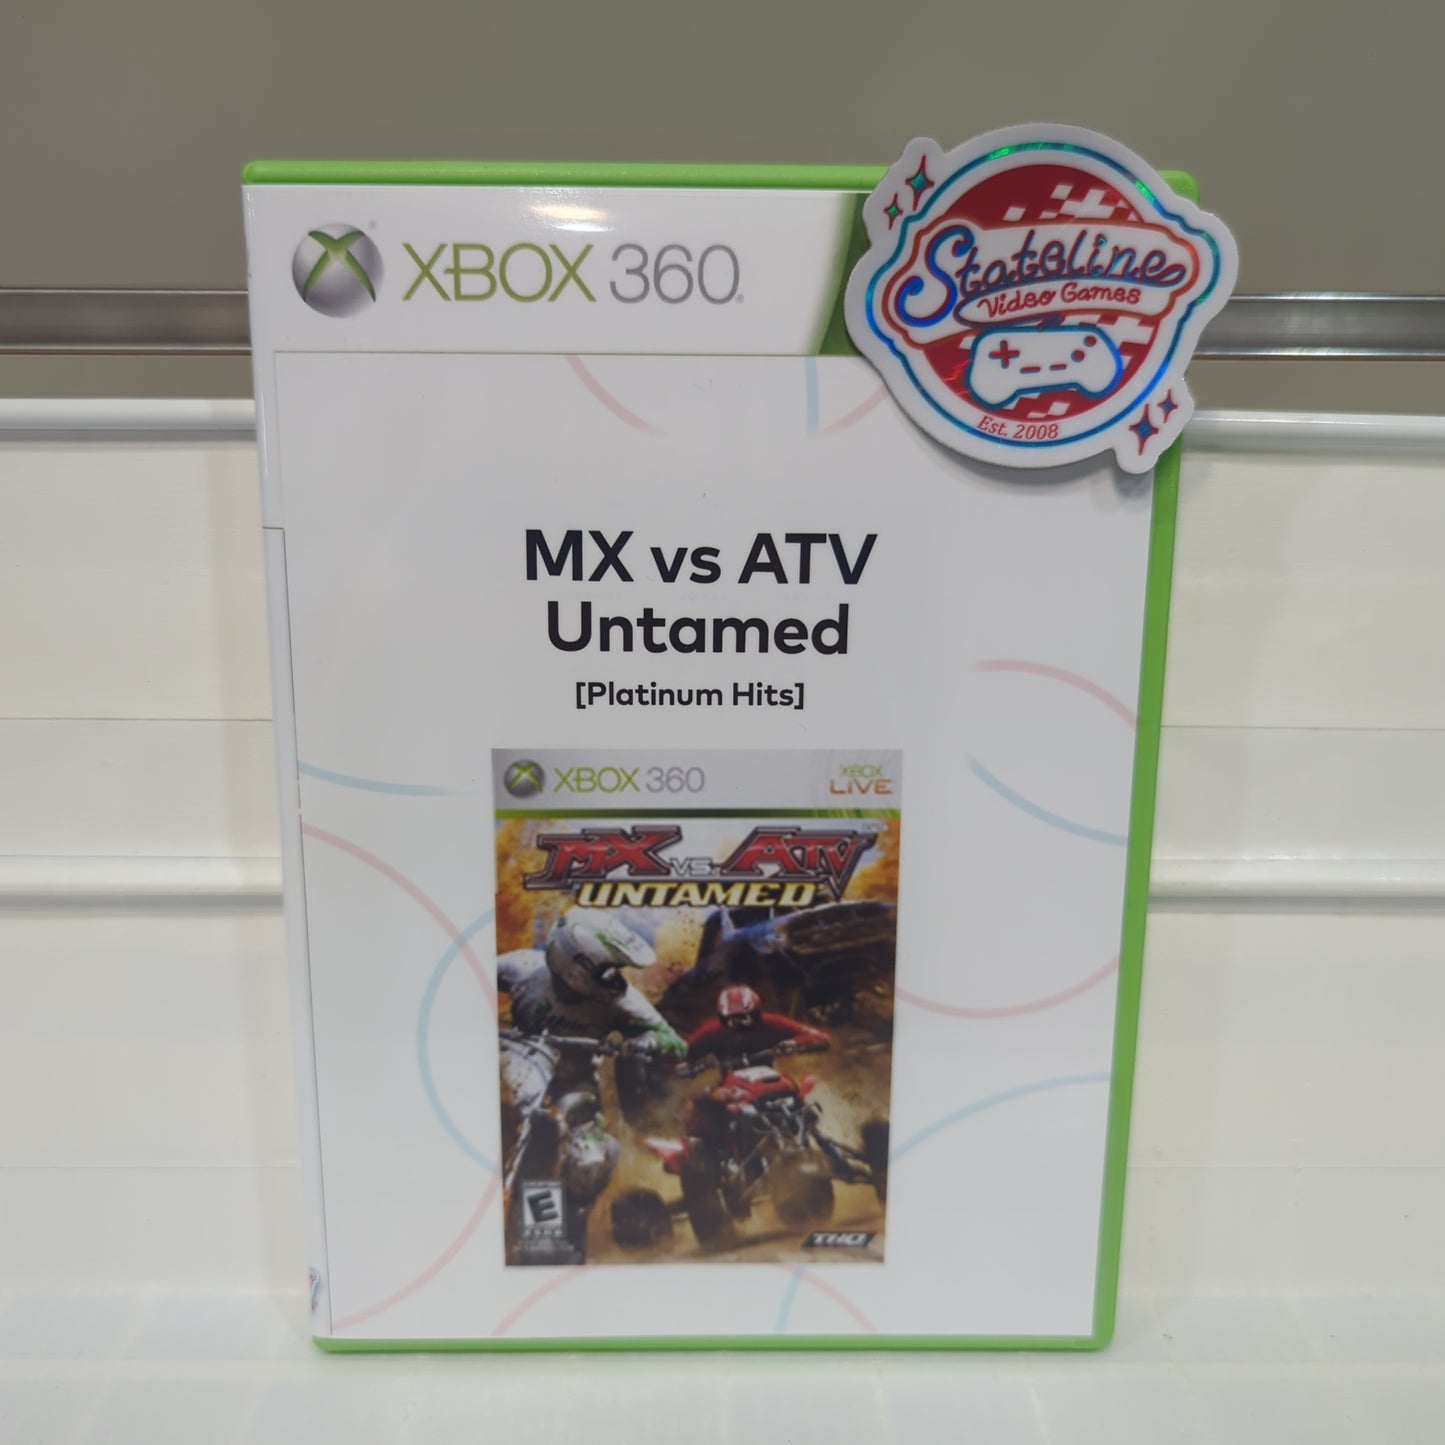 XBOX 360
Stateline
Video Games
Est. 2008
MX vs ATV
Untamed
[Platinum Hits]
XBOX 360
XBOX
LIVE
MX VS. ATV
UNTAMED
E
THQ